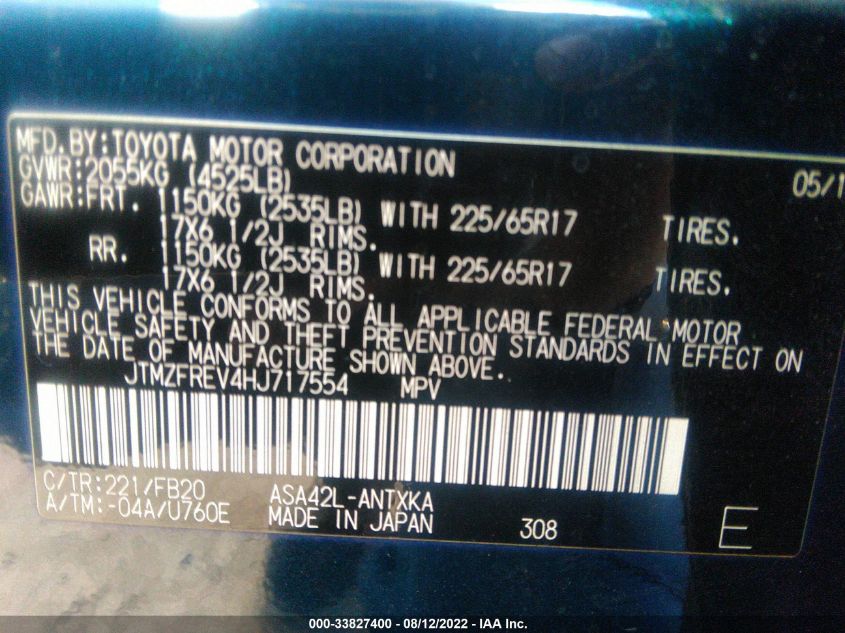 MFD.BY:TOYOTA MOTOR CORPORATION 05/1
GVWR:2055KG (4525LB)
GAWR:FRT. 1150KG (2535LB) WITH 225/65R17 TIRES.
17X6 1/2J RIMS.
RR. 1150KG (2535LB) WITH 225/65R17 TIRES.
17X6 1/2J RIMS.
THIS VEHICLE CONFORMS TO ALL APPLICABLE FEDERAL MOTOR
VEHICLE SAFETY AND THEFT PREVENTION STANDARDS IN EFFECT ON
THE DATE OF MANUFACTURE SHOWN ABOVE.
JTMZFREV4HJ717554 MPV
C/TR:221/FB20 ASA42L-ANTXKA
A/TM:-04A/U760E MADE IN JAPAN 308 E
000-33827400 - 08/12/2022 - IAA Inc.